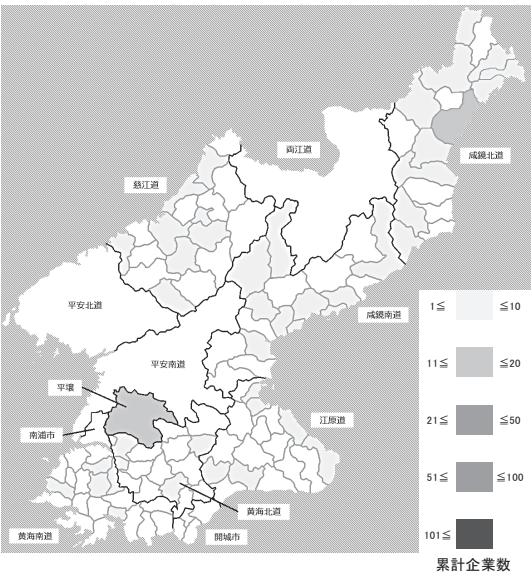 両江道
咸鏡北道
慈江道
平安北道
咸鏡南道
平安南道
平壌
南浦市
江原道
黄海北道
黄海南道
開城市
1≦ ≦10
11≦ ≦20
21≦ ≦50
51≦ ≦100
101≦
累計企業数